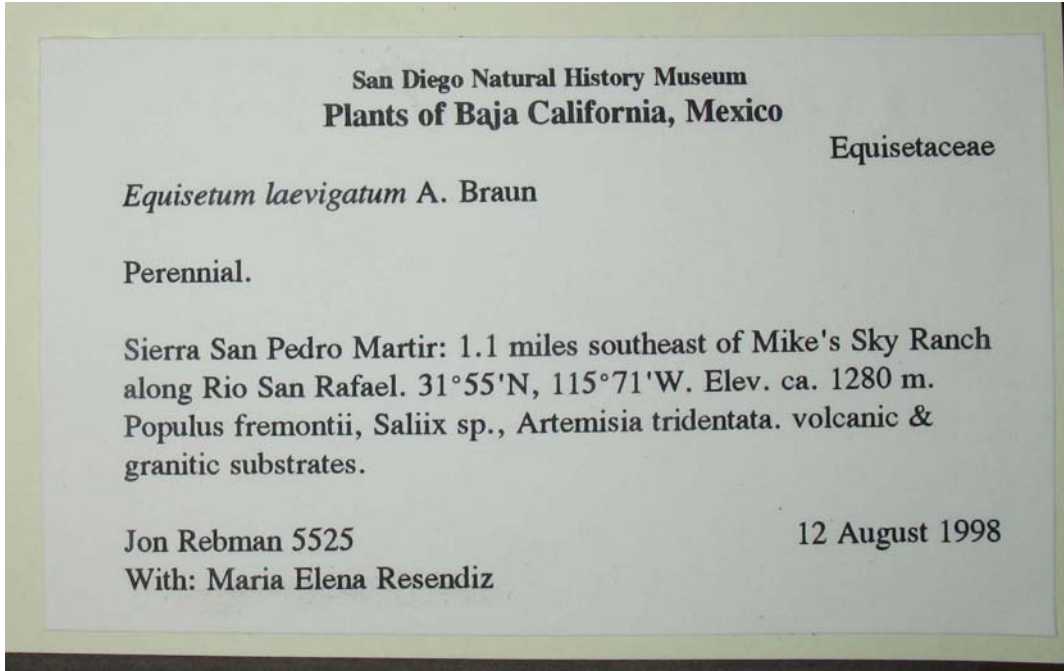 San Diego Natural History Museum
Plants of Baja California, Mexico
Equisetaceae
Equisetum laevigatum A. Braun
Perennial.
Sierra San Pedro Martir: 1.1 miles southeast of Mike's Sky Ranch
along Rio San Rafael. 31°55'N, 115°71'W. Elev. ca. 1280 m.
Populus fremontii, Saliix sp., Artemisia tridentata. volcanic &
granitic substrates.
Jon Rebman 5525
12 August 1998
With: Maria Elena Resendiz